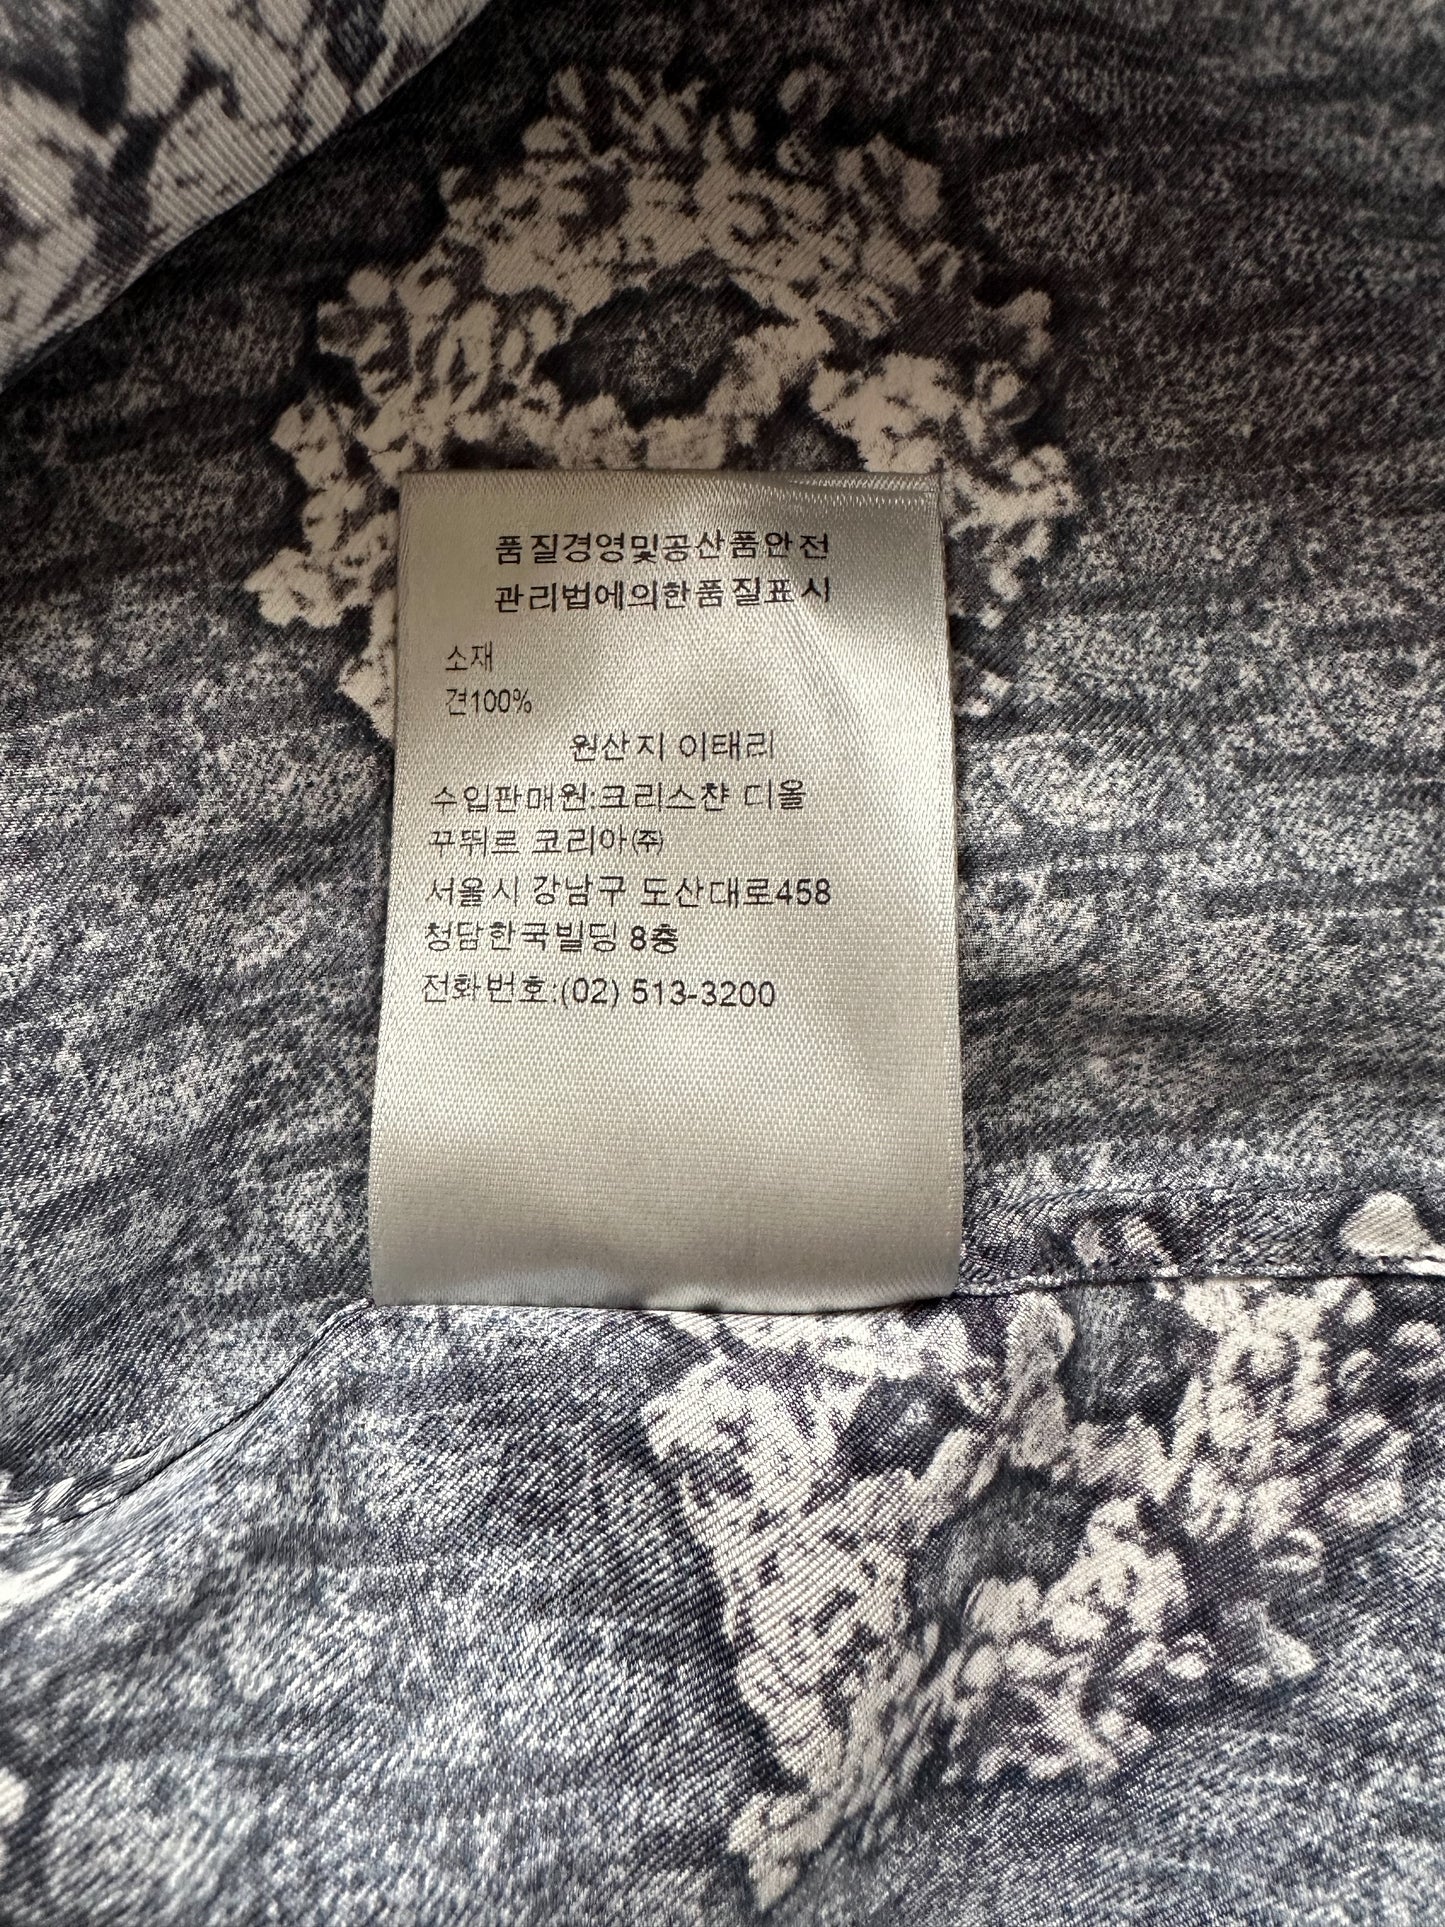 품질경영및공산품안전
관리법에의한품질표시
소재
견100%
원산지 이태리
수입판매원:크리스챤 디올
꾸뛰르 코리아㈜
서울시 강남구 도산대로458
청담한국빌딩 8층
전화번호:(02) 513-3200